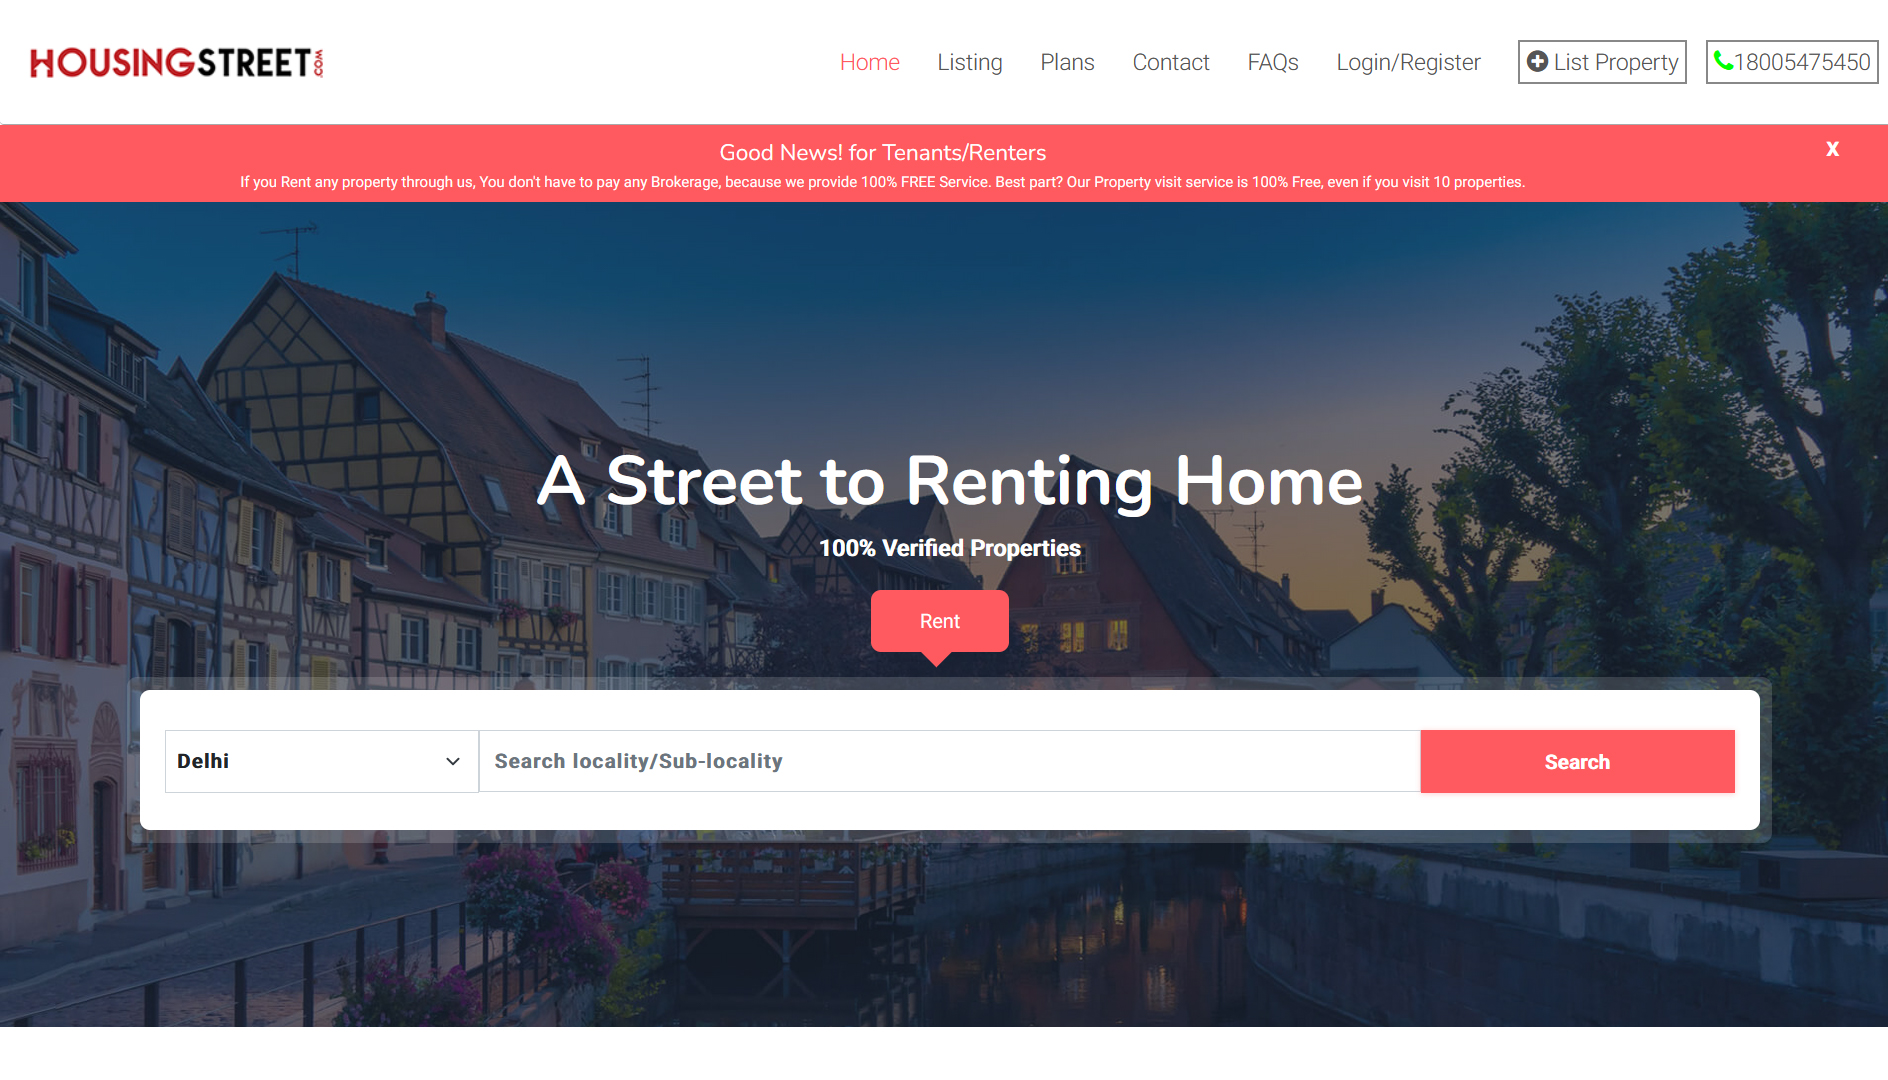 HOUSINGSTREET.COM
Home Listing Plans Contact FAQs Login/Register List Property 18005475450
Good News! for Tenants/Renters
X
If you Rent any property through us, You don't have to pay any Brokerage, because we provide 100% FREE Service. Best part? Our Property visit service is 100% Free, even if you visit 10 properties.
A Street to Renting Home
100% Verified Properties
Rent
Delhi Search locality/Sub-locality Search